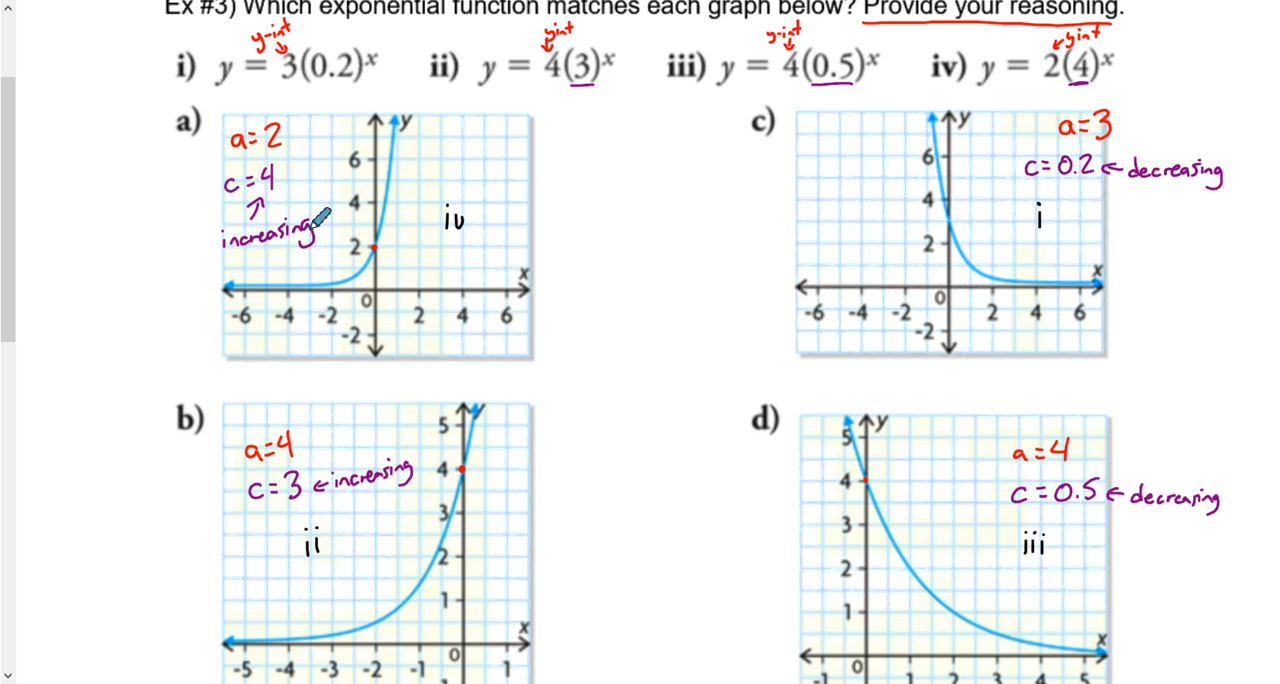 Ex #3) Which exponential function matches each graph below? Provide your reasoning.
y-int yint y-int yint
i) y = 3(0.2)ˣ ii) y = 4(3)ˣ iii) y = 4(0.5)ˣ iv) y = 2(4)ˣ
a)
a=2
c=4
increasing
iv
y
6
4
2
x
0
-6 -4 -2 2 4 6
-2
c)
a=3
c=0.2 ← decreasing
i
y
6
4
2
x
0
-6 -4 -2 2 4 6
-2
b)
a=4
c=3 ← increasing
ii
y
5
4
3
2
1
x
0
-5 -4 -3 -2 -1 1
d)
a=4
c=0.5 ← decreasing
iii
y
5
4
3
2
1
x
0
-1 1 2 3 4 5